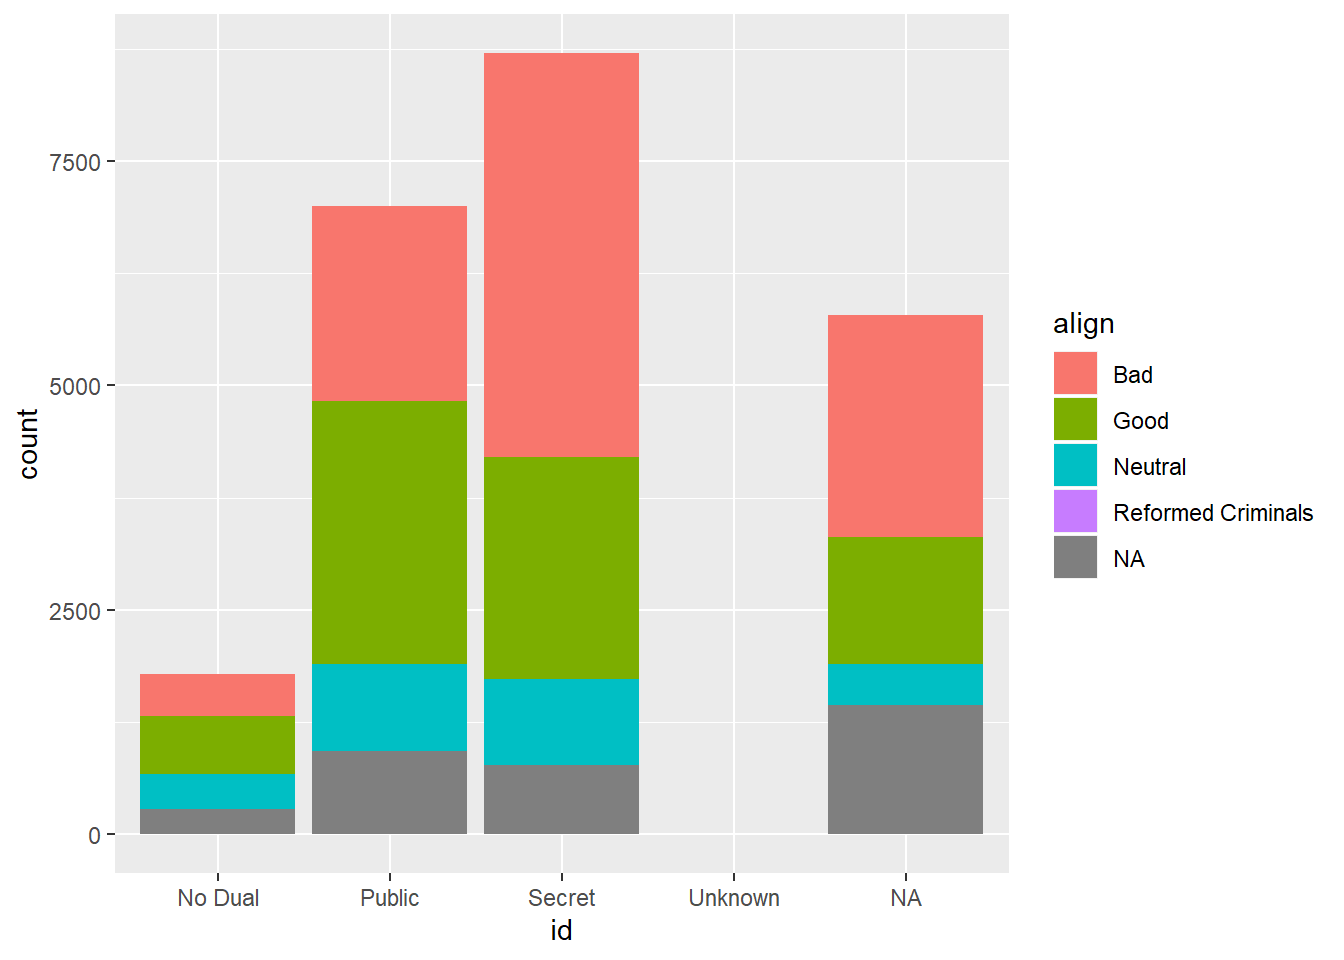 7500
5000
2500
0
count
No Dual Public Secret Unknown NA
id
align
Bad
Good
Neutral
Reformed Criminals
NA